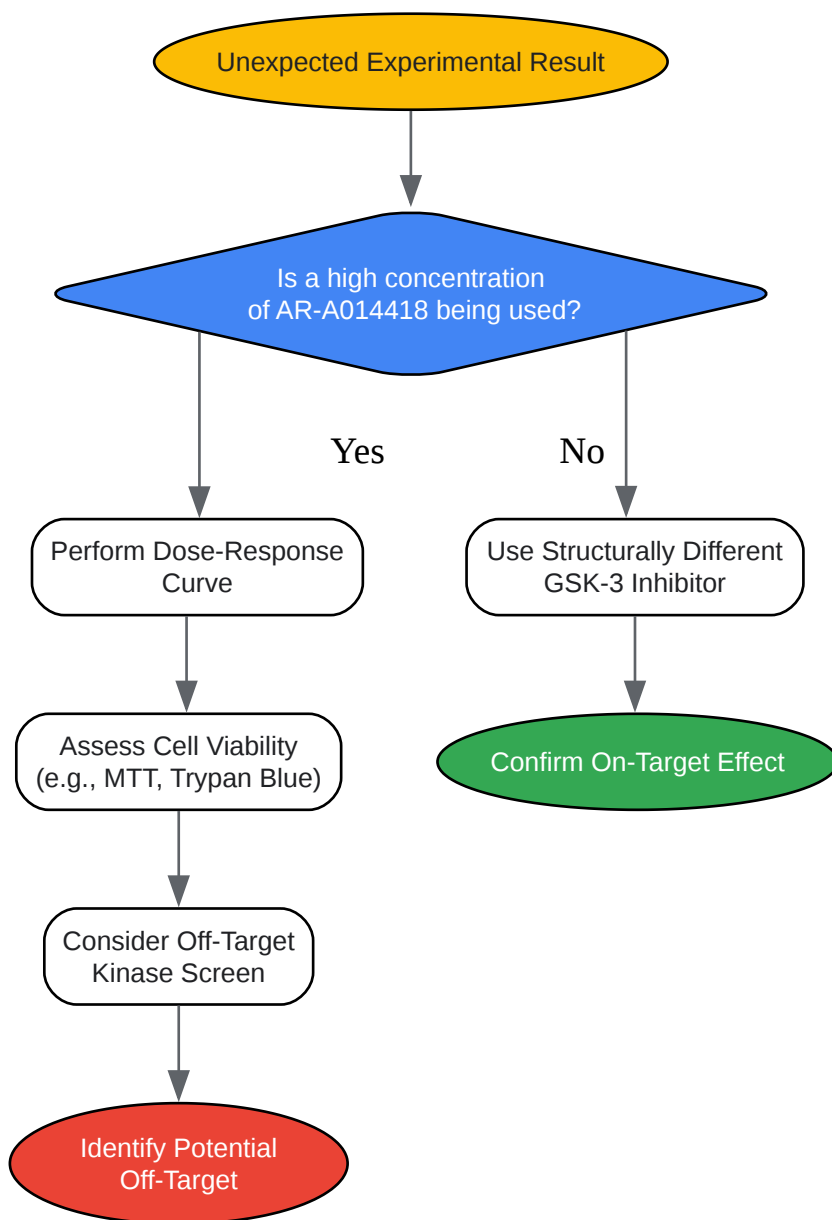 Unexpected Experimental Result
Is a high concentration
of AR-A014418 being used?
Yes
No
Perform Dose-Response
Curve
Use Structurally Different
GSK-3 Inhibitor
Assess Cell Viability
(e.g., MTT, Trypan Blue)
Confirm On-Target Effect
Consider Off-Target
Kinase Screen
Identify Potential
Off-Target